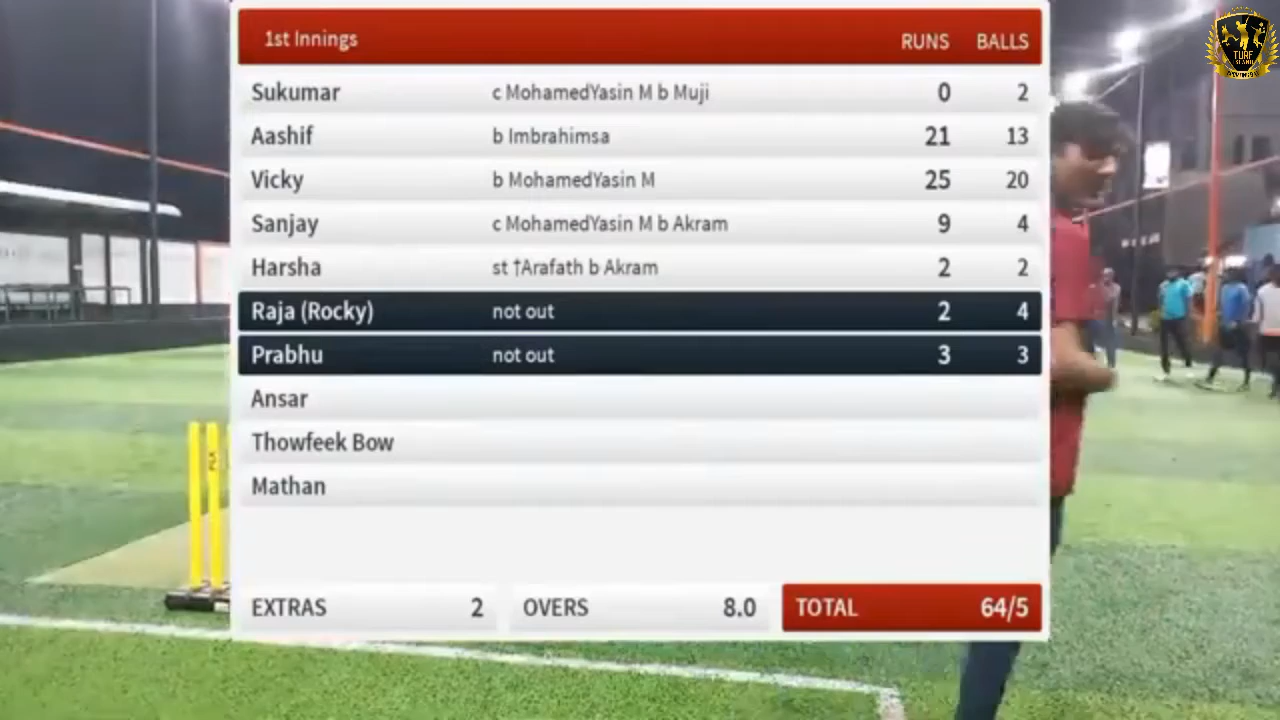 1st Innings RUNS BALLS
Sukumar c MohamedYasin M b Muji 0 2
Aashif b Imbrahimsa 21 13
Vicky b MohamedYasin M 25 20
Sanjay c MohamedYasin M b Akram 9 4
Harsha st †Arafath b Akram 2 2
Raja (Rocky) not out 2 4
Prabhu not out 3 3
Ansar
Thowfeek Bow
Mathan
EXTRAS 2 OVERS 8.0 TOTAL 64/5
TURF